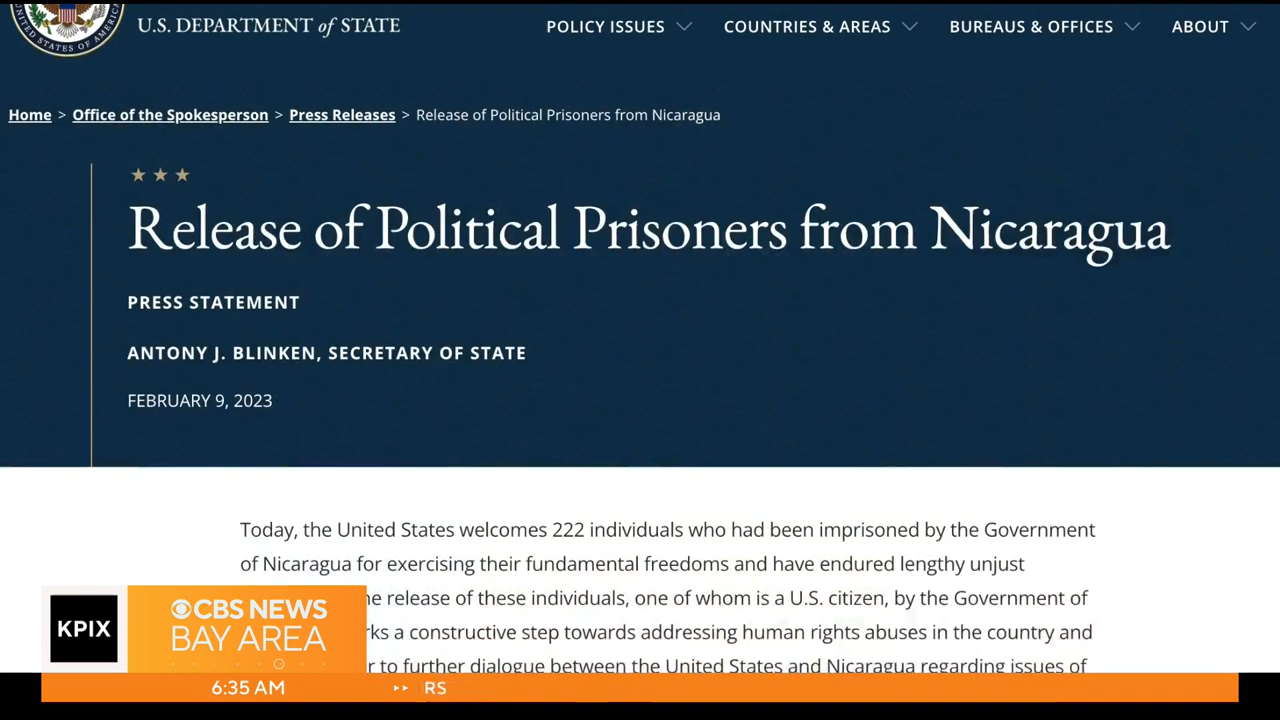 UNITED STATES OF AMERICA
U.S. DEPARTMENT of STATE
POLICY ISSUES
COUNTRIES & AREAS
BUREAUS & OFFICES
ABOUT
Home > Office of the Spokesperson > Press Releases > Release of Political Prisoners from Nicaragua
Release of Political Prisoners from Nicaragua
PRESS STATEMENT
ANTONY J. BLINKEN, SECRETARY OF STATE
FEBRUARY 9, 2023
Today, the United States welcomes 222 individuals who had been imprisoned by the Government
of Nicaragua for exercising their fundamental freedoms and have endured lengthy unjust
release of these individuals, one of whom is a U.S. citizen, by the Government of
a constructive step towards addressing human rights abuses in the country and
to further dialogue between the United States and Nicaragua regarding issues of
KPIX
CBS NEWS
BAY AREA
6:35 AM
RS